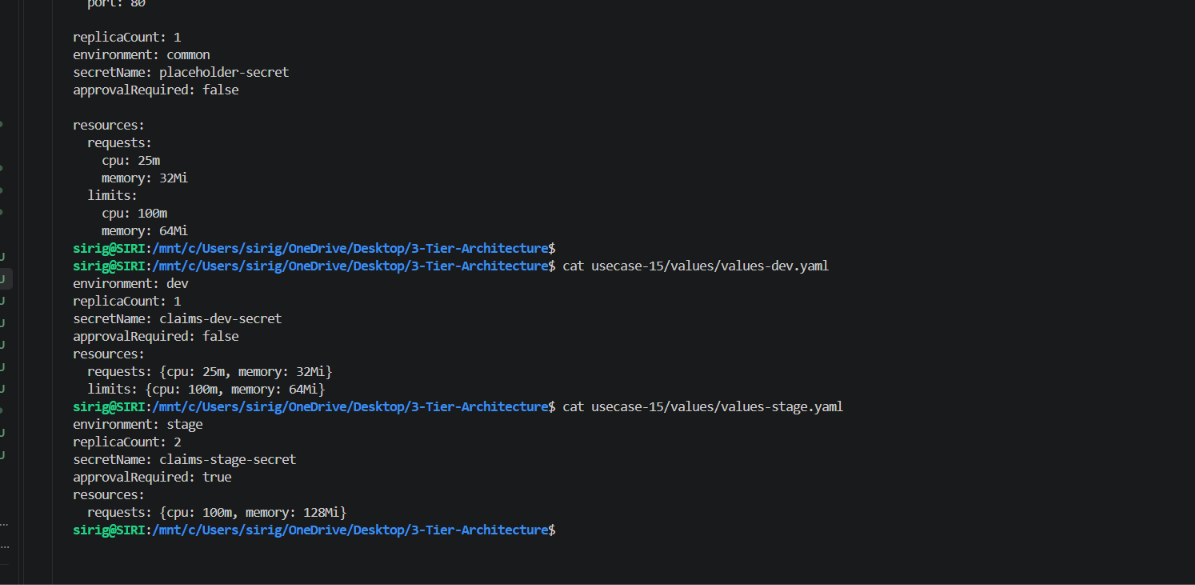 port: 80
replicaCount: 1
environment: common
secretName: placeholder-secret
approvalRequired: false
resources:
  requests:
    cpu: 25m
    memory: 32Mi
  limits:
    cpu: 100m
    memory: 64Mi
sirig@SIRI:/mnt/c/Users/sirig/OneDrive/Desktop/3-Tier-Architecture$
sirig@SIRI:/mnt/c/Users/sirig/OneDrive/Desktop/3-Tier-Architecture$ cat usecase-15/values/values-dev.yaml
environment: dev
replicaCount: 1
secretName: claims-dev-secret
approvalRequired: false
resources:
  requests: {cpu: 25m, memory: 32Mi}
  limits: {cpu: 100m, memory: 64Mi}
sirig@SIRI:/mnt/c/Users/sirig/OneDrive/Desktop/3-Tier-Architecture$ cat usecase-15/values/values-stage.yaml
environment: stage
replicaCount: 2
secretName: claims-stage-secret
approvalRequired: true
resources:
  requests: {cpu: 100m, memory: 128Mi}
sirig@SIRI:/mnt/c/Users/sirig/OneDrive/Desktop/3-Tier-Architecture$